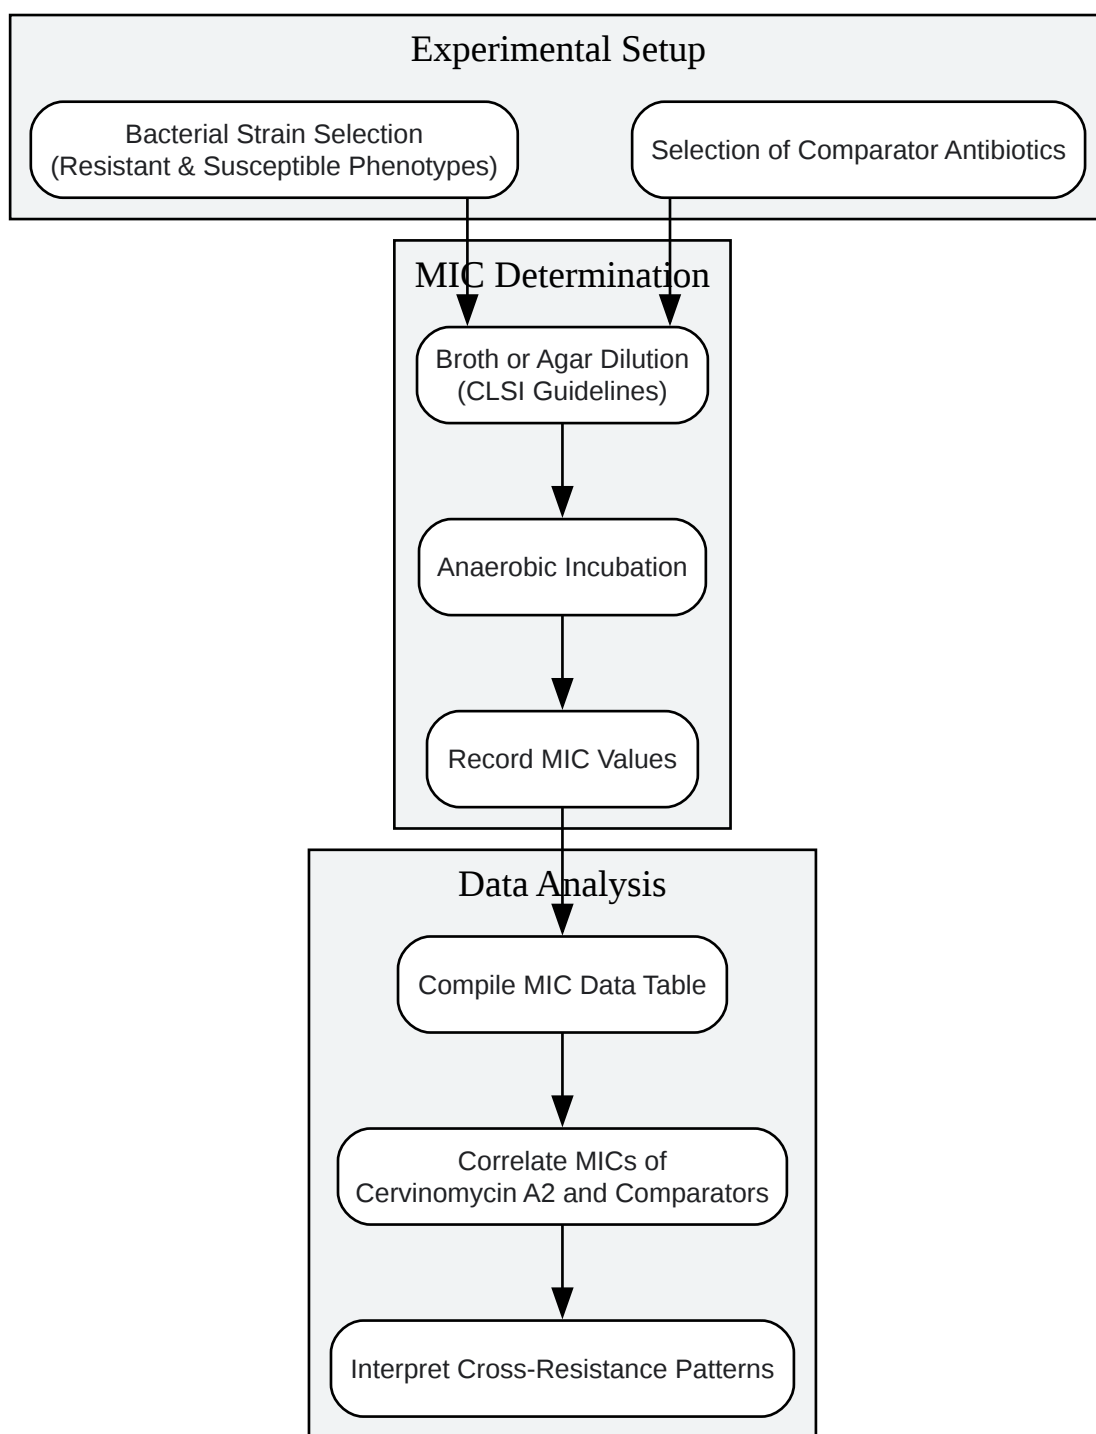 Experimental Setup
Bacterial Strain Selection
(Resistant & Susceptible Phenotypes)
Selection of Comparator Antibiotics
MIC Determination
Broth or Agar Dilution
(CLSI Guidelines)
Anaerobic Incubation
Record MIC Values
Data Analysis
Compile MIC Data Table
Correlate MICs of
Cervinomycin A2 and Comparators
Interpret Cross-Resistance Patterns